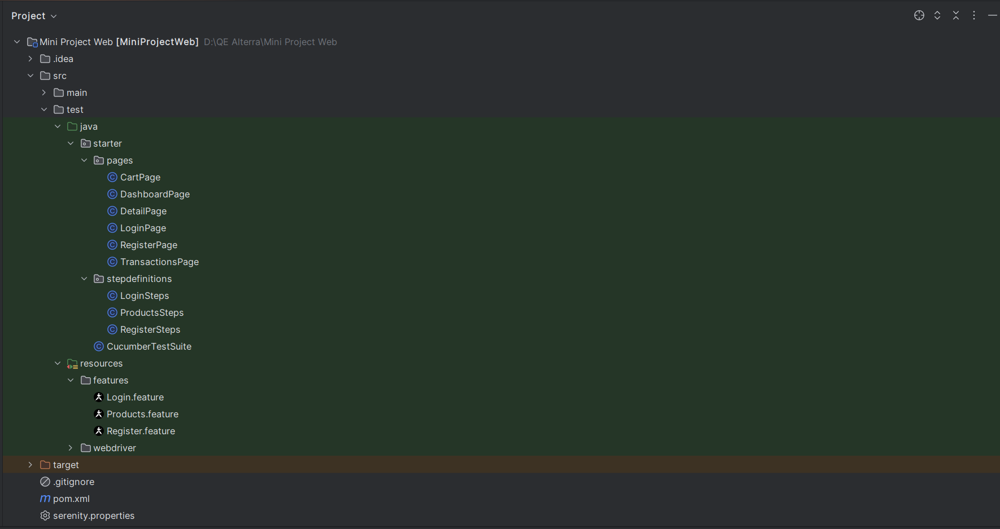 Project
Mini Project Web [MiniProjectWeb] D:\QE Alterra\Mini Project Web
.idea
src
main
test
java
starter
pages
CartPage
DashboardPage
DetailPage
LoginPage
RegisterPage
TransactionsPage
stepdefinitions
LoginSteps
ProductsSteps
RegisterSteps
CucumberTestSuite
resources
features
Login.feature
Products.feature
Register.feature
webdriver
target
.gitignore
pom.xml
serenity.properties